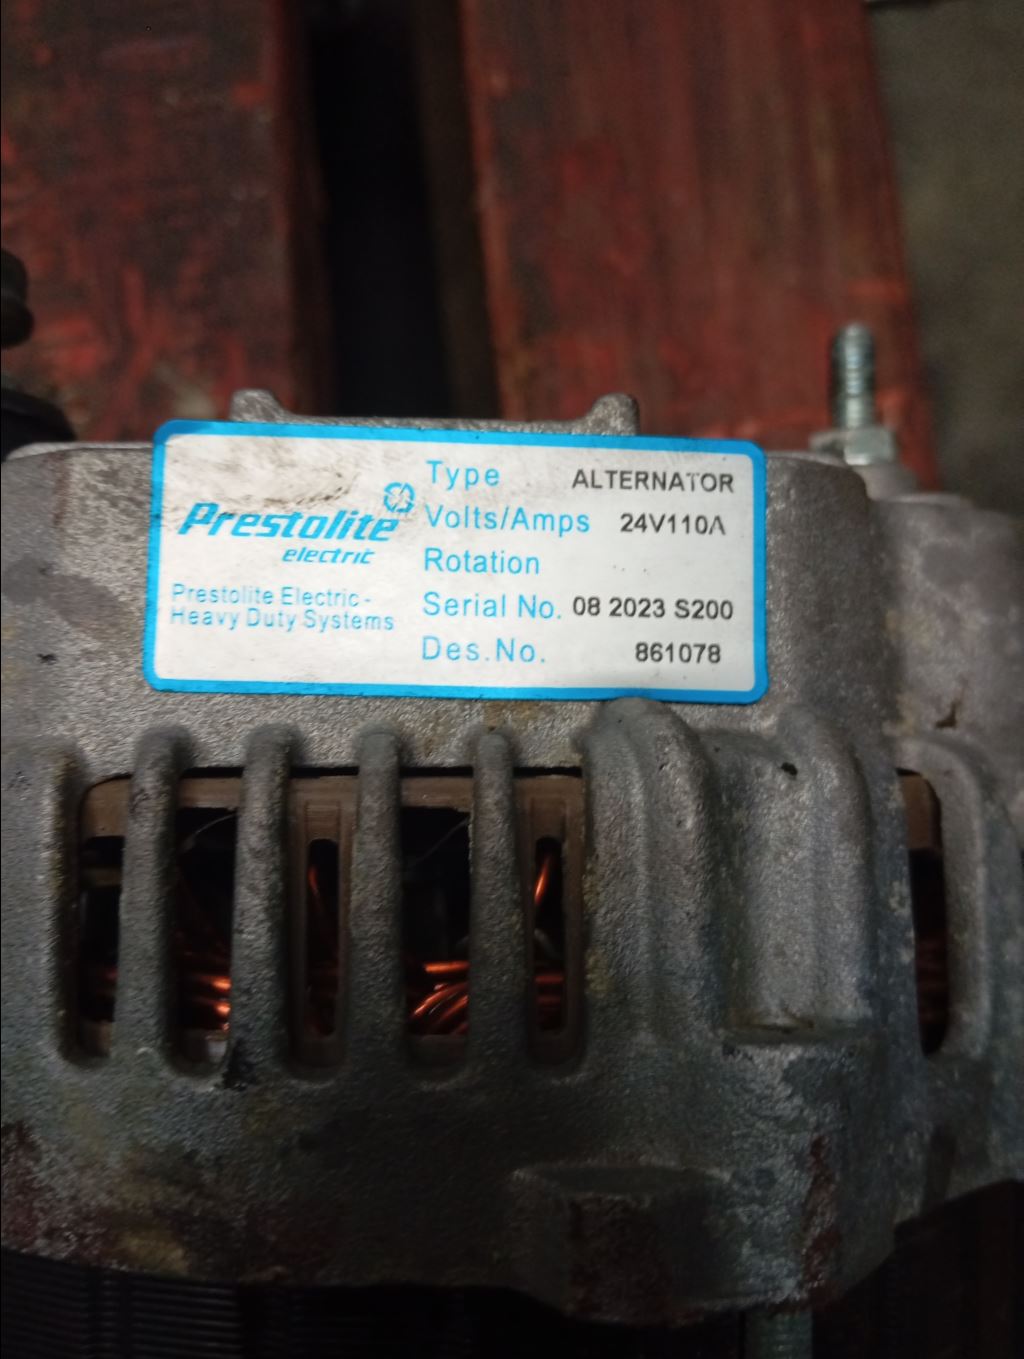 Prestolite
electric
Prestolite Electric-
Heavy Duty Systems
Type ALTERNATOR
Volts/Amps 24V110A
Rotation
Serial No. 08 2023 S200
Des.No. 861078